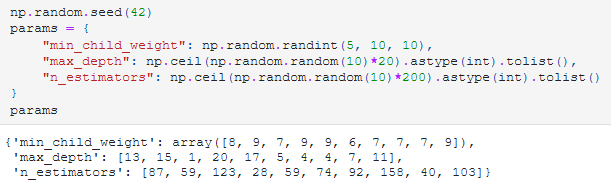 np.random.seed(42)
params = {
    "min_child_weight": np.random.randint(5, 10, 10),
    "max_depth": np.ceil(np.random.random(10)*20).astype(int).tolist(),
    "n_estimators": np.ceil(np.random.random(10)*200).astype(int).tolist()
}
params
{'min_child_weight': array([8, 9, 7, 9, 9, 6, 7, 7, 7, 9]),
 'max_depth': [13, 15, 1, 20, 17, 5, 4, 4, 7, 11],
 'n_estimators': [87, 59, 123, 28, 59, 74, 92, 158, 40, 103]}